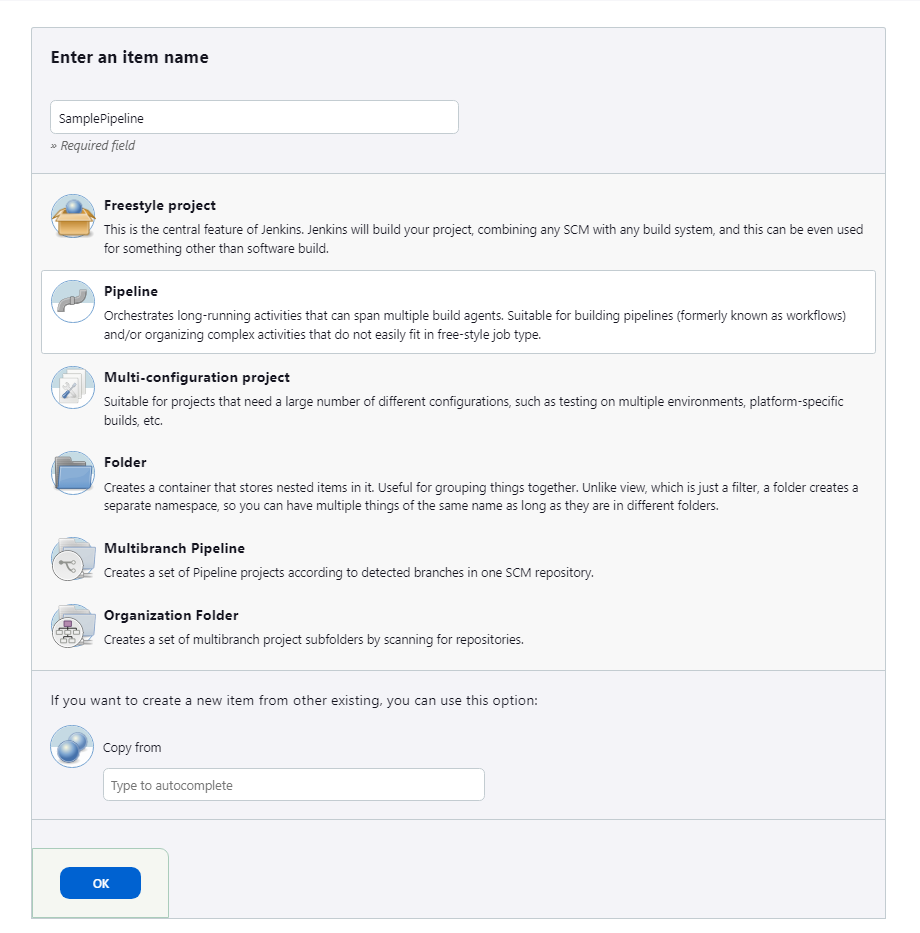 Enter an item name
SamplePipeline
» Required field
Freestyle project
This is the central feature of Jenkins. Jenkins will build your project, combining any SCM with any build system, and this can be even used
for something other than software build.
Pipeline
Orchestrates long-running activities that can span multiple build agents. Suitable for building pipelines (formerly known as workflows)
and/or organizing complex activities that do not easily fit in free-style job type.
Multi-configuration project
Suitable for projects that need a large number of different configurations, such as testing on multiple environments, platform-specific
builds, etc.
Folder
Creates a container that stores nested items in it. Useful for grouping things together. Unlike view, which is just a filter, a folder creates a
separate namespace, so you can have multiple things of the same name as long as they are in different folders.
Multibranch Pipeline
Creates a set of Pipeline projects according to detected branches in one SCM repository.
Organization Folder
Creates a set of multibranch project subfolders by scanning for repositories.
If you want to create a new item from other existing, you can use this option:
Copy from
Type to autocomplete
OK